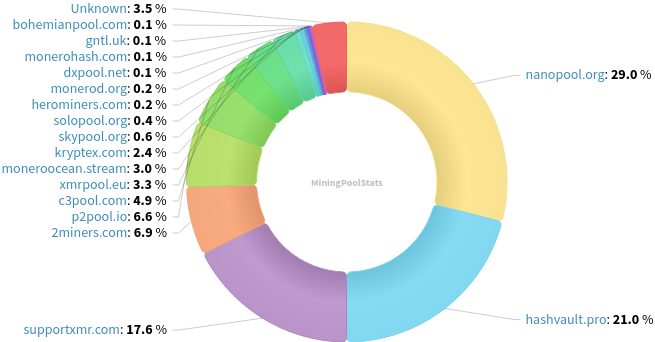 Unknown: 3.5 %
bohemianpool.com: 0.1 %
gntl.uk: 0.1 %
monerohash.com: 0.1 %
dxpool.net: 0.1 %
monerod.org: 0.2 %
herominers.com: 0.2 %
solopool.org: 0.4 %
skypool.org: 0.6 %
kryptex.com: 2.4 %
moneroocean.stream: 3.0 %
xmrpool.eu: 3.3 %
c3pool.com: 4.9 %
p2pool.io: 6.6 %
2miners.com: 6.9 %
supportxmr.com: 17.6 %
MiningPoolStats
nanopool.org: 29.0 %
hashvault.pro: 21.0 %